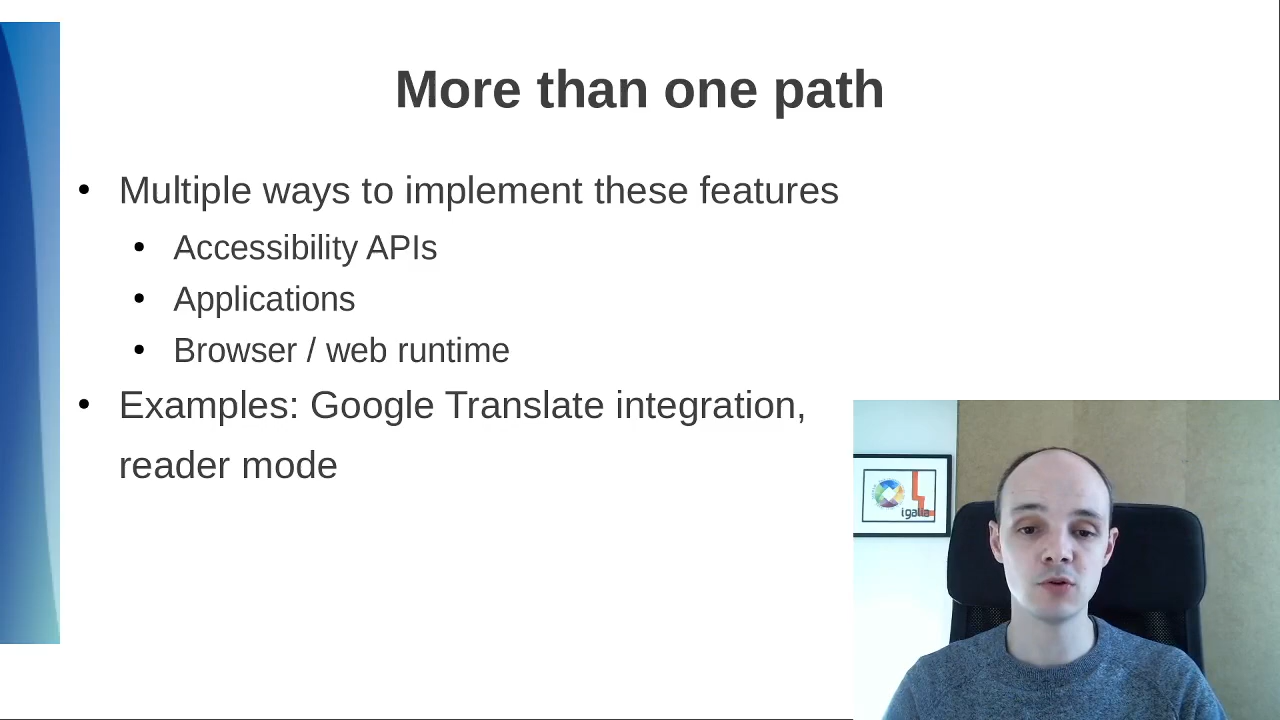 More than one path
• Multiple ways to implement these features
• Accessibility APIs
• Applications
• Browser / web runtime
• Examples: Google Translate integration,
reader mode
igalia